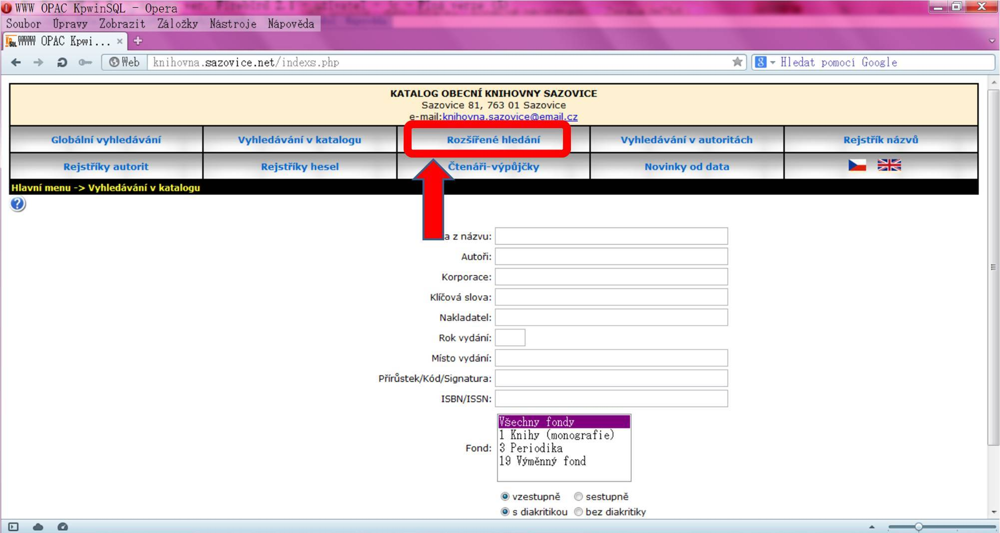 WWW OPAC KpwinSQL - Opera
Soubor Úpravy Zobrazit Záložky Nástroje Nápověda
WWW OPAC Kpwi...
Web knihovna.sazovice.net/indexs.php Hledat pomocí Google
KATALOG OBECNÍ KNIHOVNY SAZOVICE
Sazovice 81, 763 01 Sazovice
e-mail:knihovna.sazovice@email.cz
Globální vyhledávání Vyhledávání v katalogu Rozšířené hledání Vyhledávání v autoritách Rejstřík názvů
Rejstříky autorit Rejstříky hesel Čtenáři-výpůjčky Novinky od data
Hlavní menu -> Vyhledávání v katalogu
a z názvu:
Autoři:
Korporace:
Klíčová slova:
Nakladatel:
Rok vydání:
Místo vydání:
Přírůstek/Kód/Signatura:
ISBN/ISSN:
Všechny fondy
1 Knihy (monografie)
Fond: 3 Periodika
19 Výměnný fond
vzestupně sestupně
s diakritikou bez diakritiky